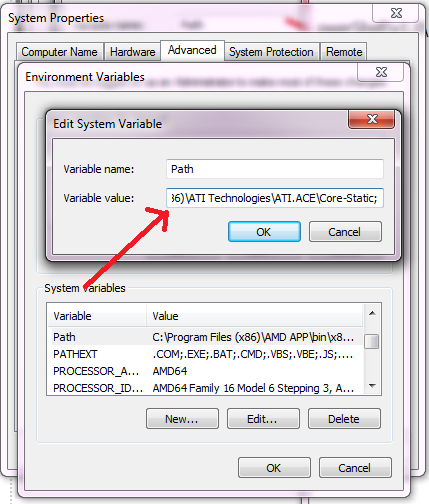 System Properties
Computer Name Hardware Advanced System Protection Remote
Environment Variables
Edit System Variable
Variable name: Path
Variable value: 36)\ATI Technologies\ATI.ACE\Core-Static;
OK Cancel
System variables
Variable Value
Path C:\Program Files (x86)\AMD APP\bin\x8...
PATHEXT .COM;.EXE;.BAT;.CMD;.VBS;.VBE;.JS;....
PROCESSOR_A... AMD64
PROCESSOR_ID... AMD64 Family 16 Model 6 Stepping 3, A...
New... Edit... Delete
OK Cancel